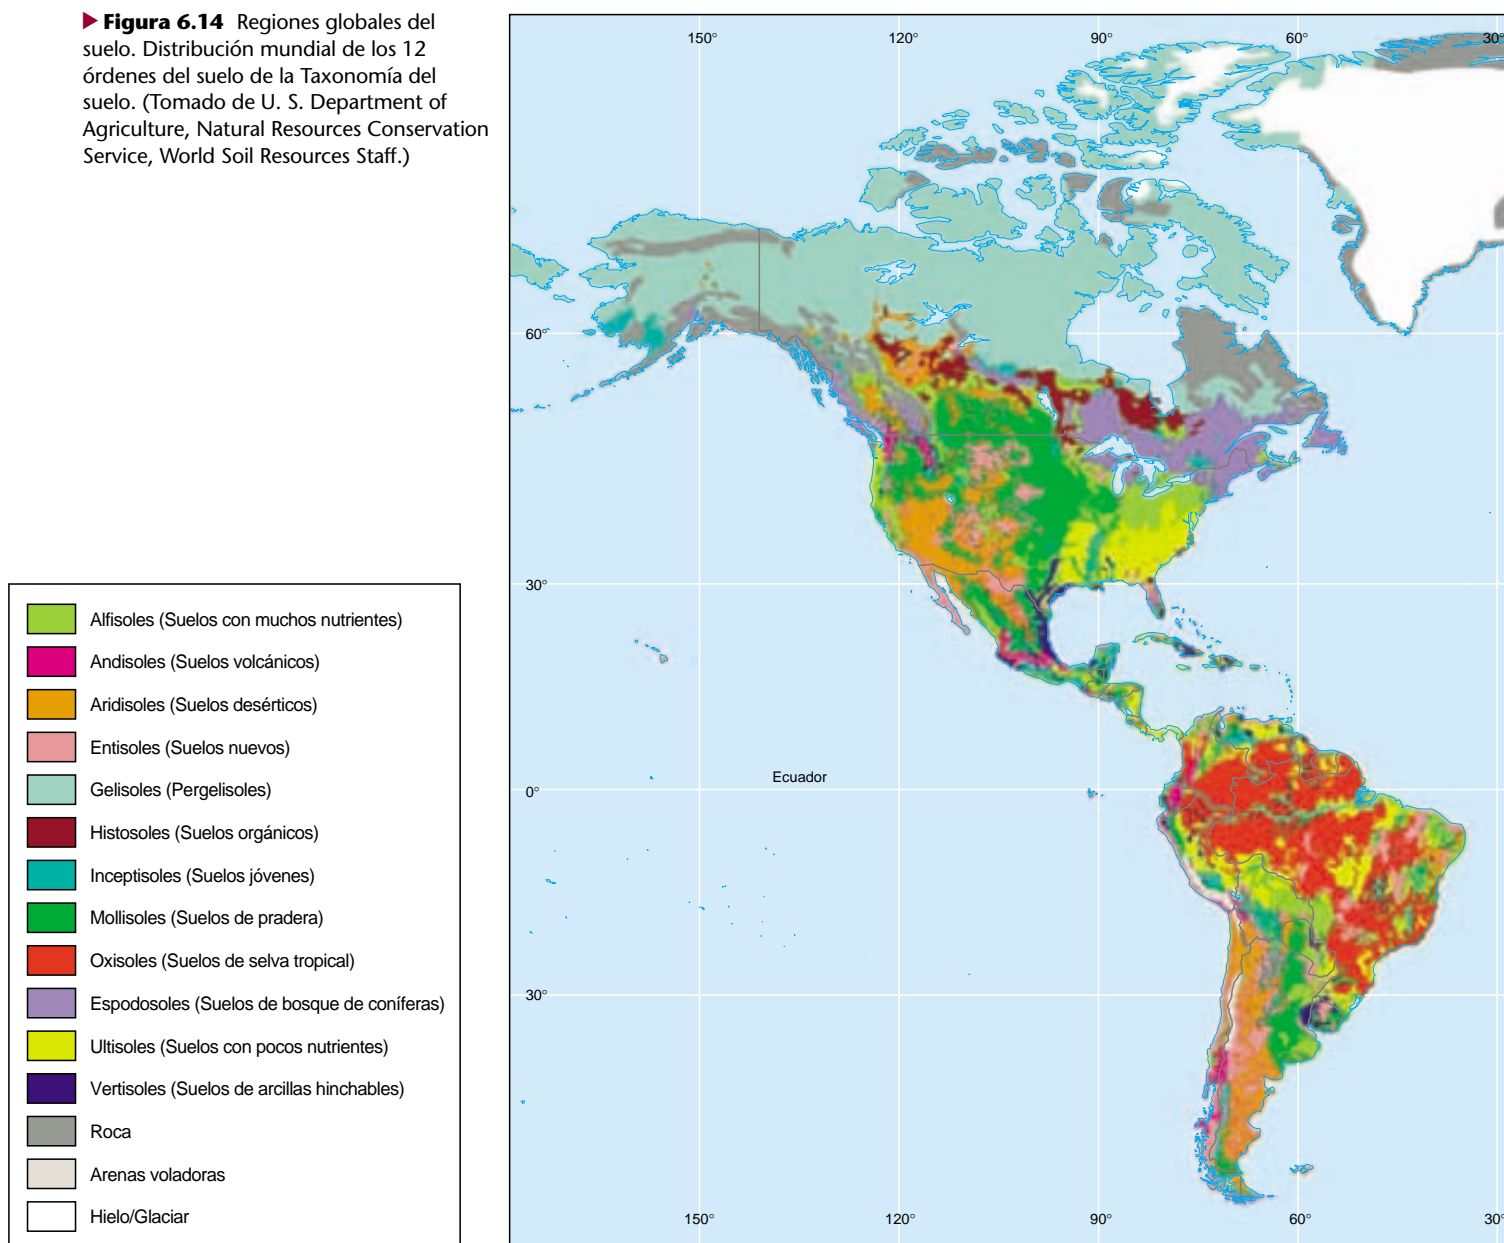 ▶ Figura 6.14 Regiones globales del
suelo. Distribución mundial de los 12
órdenes del suelo de la Taxonomía del
suelo. (Tomado de U. S. Department of
Agriculture, Natural Resources Conservation
Service, World Soil Resources Staff.)
150° 120° 90° 60° 30°
60°
30°
Ecuador
0°
30°
150° 120° 90° 60° 30°
Alfisoles (Suelos con muchos nutrientes)
Andisoles (Suelos volcánicos)
Aridisoles (Suelos desérticos)
Entisoles (Suelos nuevos)
Gelisoles (Pergelisoles)
Histosoles (Suelos orgánicos)
Inceptisoles (Suelos jóvenes)
Mollisoles (Suelos de pradera)
Oxisoles (Suelos de selva tropical)
Espodosoles (Suelos de bosque de coníferas)
Ultisoles (Suelos con pocos nutrientes)
Vertisoles (Suelos de arcillas hinchables)
Roca
Arenas voladoras
Hielo/Glaciar